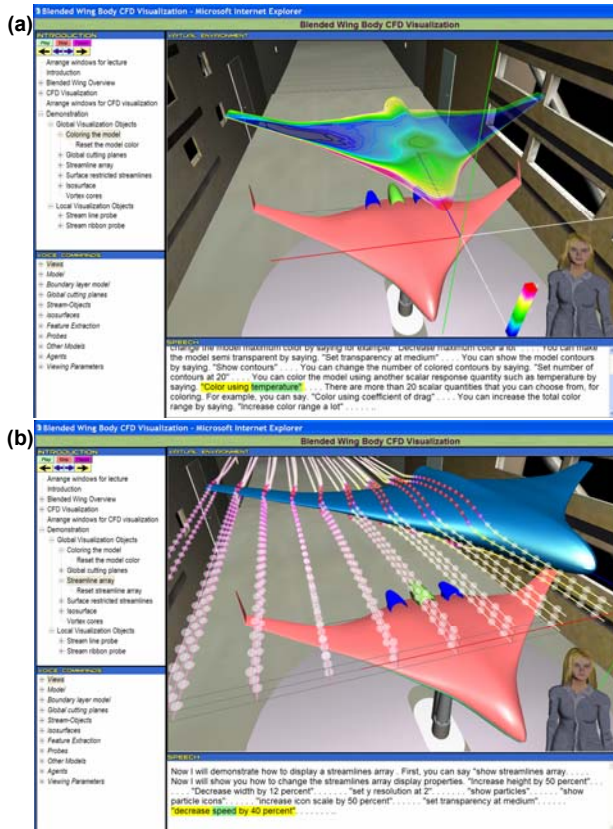 (a)
Blended Wing Body CFD Visualization - Microsoft Internet Explorer
Blended Wing Body CFD Visualization
INTRODUCTION
VIRTUAL ENVIRONMENT
Play Stop
Arrange windows for lecture
Introduction
Blended Wing Overview
CFD Visualization
Arrange windows for CFD visualization
Demonstration
Global Visualization Objects
Coloring the model
Reset the model color
Global cutting planes
Streamline array
Surface restricted streamlines
Isosurface
Vortex cores
Local Visualization Objects
Stream line probe
Stream ribbon probe
VOICE COMMANDS
Views
Model
Boundary layer model
Global cutting planes
Stream-Objects
Isosurfaces
Feature Extraction
Probes
Other Models
Agents
Viewing Parameters
SPEECH
change the model maximum color by saying for example. "Decrease maximum color a lot" . . . . You can make
the model semi transparent by saying. "Set transparency at medium" . . . . You can show the model contours
by saying. "Show contours" . . . . You can change the number of colored contours by saying. "Set number of
contours at 20" . . . . You can color the model using another scalar response quantity such as temperature by
saying. "Color using temperature" . . . . There are more than 20 scalar quantities that you can choose from, for
coloring. For example, you can say. "Color using coefficient of drag" . . . . You can increase the total color
range by saying. "Increase color range a lot" . . . . . ..
(b)
Blended Wing Body CFD Visualization - Microsoft Internet Explorer
Blended Wing Body CFD Visualization
INTRODUCTION
VIRTUAL ENVIRONMENT
Play Stop
Arrange windows for lecture
Introduction
Blended Wing Overview
CFD Visualization
Arrange windows for CFD visualization
Demonstration
Global Visualization Objects
Coloring the model
Reset the model color
Global cutting planes
Streamline array
Reset streamline array
Surface restricted streamlines
Isosurface
Vortex cores
Local Visualization Objects
Stream line probe
Stream ribbon probe
VOICE COMMANDS
Views
Model
Boundary layer model
Global cutting planes
Stream-Objects
Isosurfaces
Feature Extraction
Probes
Other Models
Agents
Viewing Parameters
SPEECH
Now I will demonstrate how to display a streamlines array . First, you can say "show streamlines array. . . . .
Now I will show you how to change the streamlines array display properties. "Increase height by 50 percent". . . .
. . . "Decrease width by 12 percent". . . . . . "set y resolution at 2". . . . . . "show particles". . . . . . "show
particle icons". . . . . . . "increase icon scale by 50 percent". . . . . . "set transparency at medium". . . . . .
"decrease speed by 40 percent". . . . . . ..